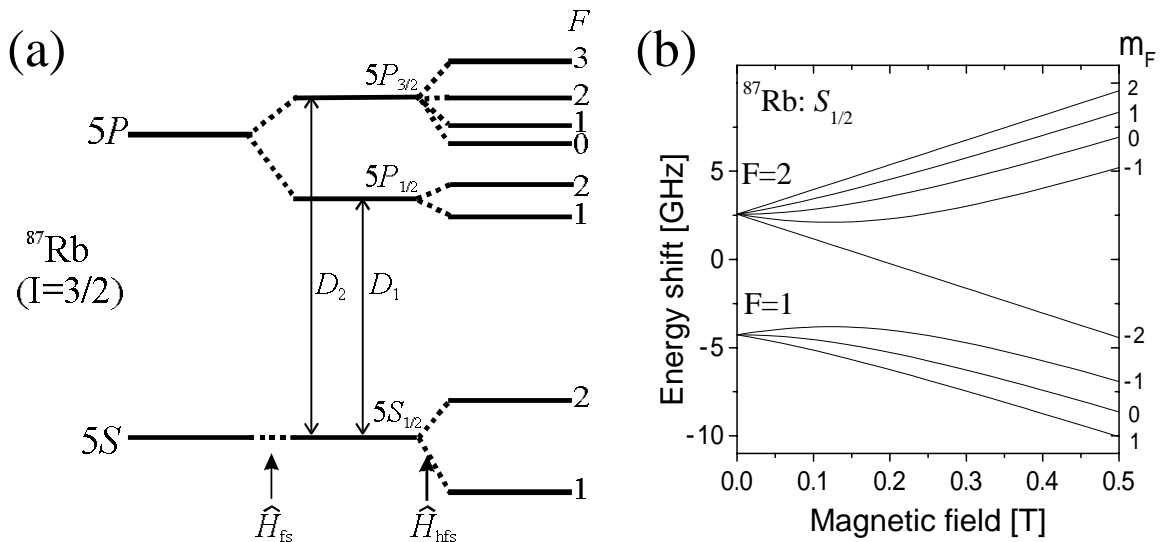 (a)
F
3
5P3/2
2
1
0
5P
5P1/2
2
1
87Rb
(I=3/2)
D2
D1
5S1/2
2
5S
1
Ĥfs
Ĥhfs
(b)
mF
87Rb: S1/2
2
1
0
-1
F=2
5
0
F=1
-2
-5
-1
0
-10
1
0.0 0.1 0.2 0.3 0.4 0.5
Energy shift [GHz]
Magnetic field [T]